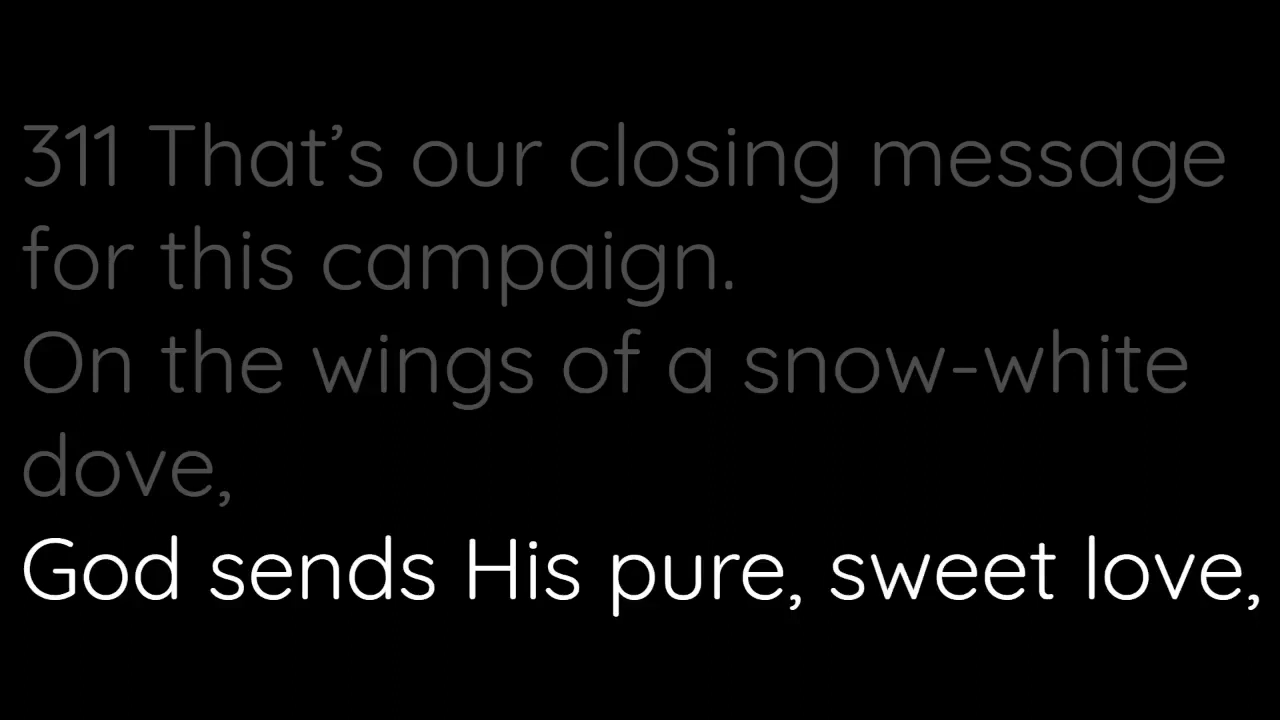 311 That’s our closing message
for this campaign.
On the wings of a snow-white
dove,
God sends His pure, sweet love,